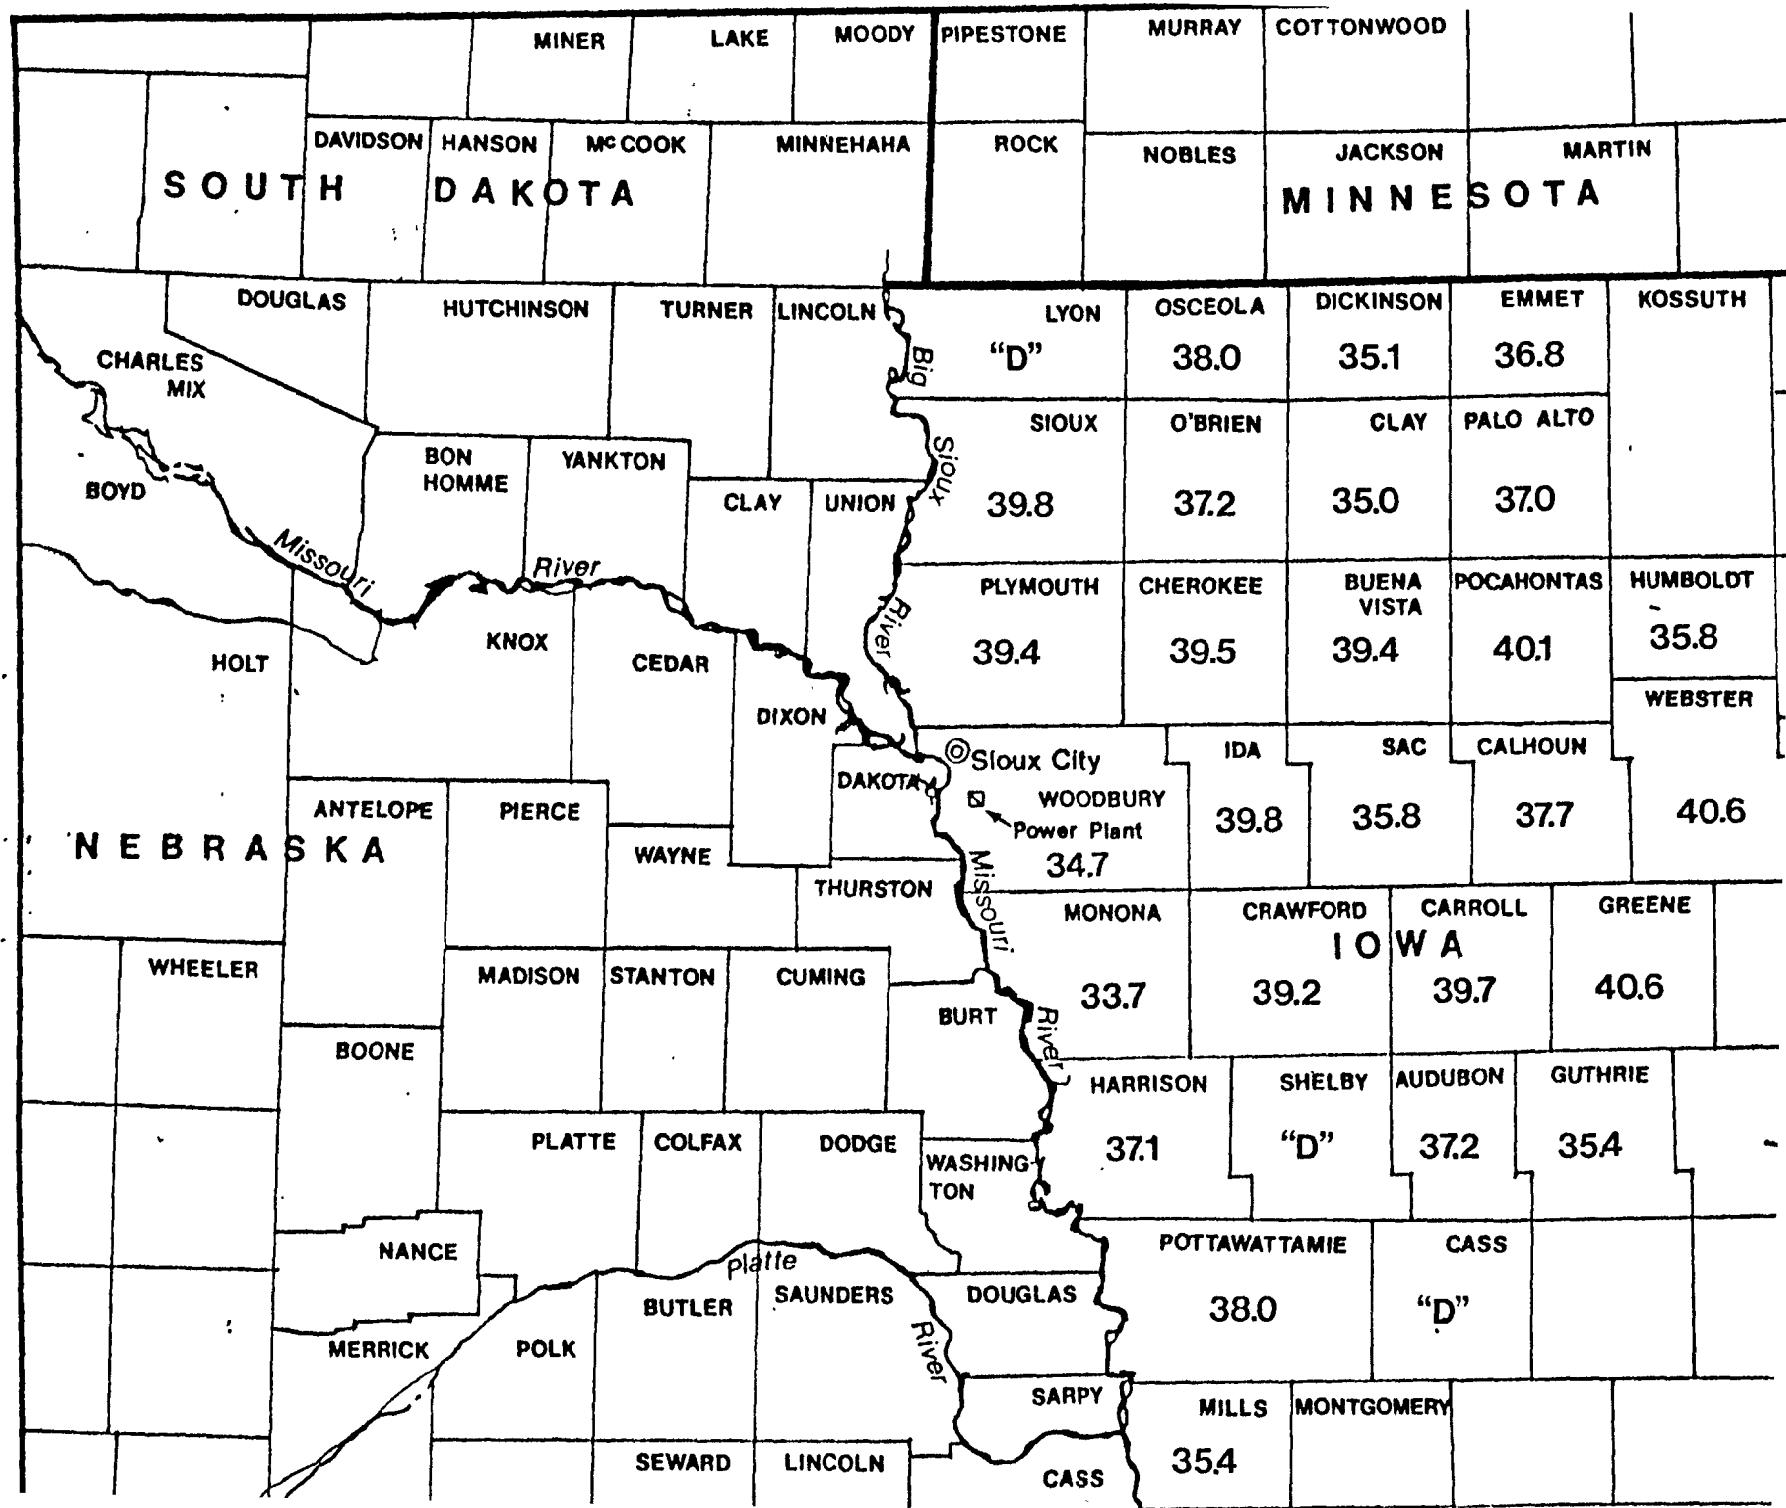 MINER
LAKE
MOODY
PIPESTONE
MURRAY
COTTONWOOD
DAVIDSON
HANSON
McCOOK
MINNEHAHA
ROCK
NOBLES
JACKSON
MARTIN
SOUTH DAKOTA
MINNESOTA
DOUGLAS
HUTCHINSON
TURNER
LINCOLN
LYON
"D"
OSCEOLA
38.0
DICKINSON
35.1
EMMET
36.8
KOSSUTH
CHARLES
MIX
Big
Sioux
River
SIOUX
39.8
O'BRIEN
37.2
CLAY
35.0
PALO ALTO
37.0
BOYD
BON
HOMME
YANKTON
CLAY
UNION
Missouri
River
PLYMOUTH
39.4
CHEROKEE
39.5
BUENA
VISTA
39.4
POCAHONTAS
40.1
HUMBOLDT
35.8
HOLT
KNOX
CEDAR
DIXON
WEBSTER
40.6
DAKOTA
Sioux City
WOODBURY
Power Plant
34.7
IDA
39.8
SAC
35.8
CALHOUN
37.7
NEBRASKA
ANTELOPE
PIERCE
WAYNE
THURSTON
Missouri
River
MONONA
33.7
CRAWFORD
39.2
CARROLL
39.7
GREENE
40.6
IOWA
WHEELER
MADISON
STANTON
CUMING
BURT
BOONE
HARRISON
37.1
SHELBY
"D"
AUDUBON
37.2
GUTHRIE
35.4
PLATTE
COLFAX
DODGE
WASHING-
TON
NANCE
Platte
River
POTTAWATTAMIE
38.0
CASS
"D"
MERRICK
POLK
BUTLER
SAUNDERS
DOUGLAS
SARPY
MILLS
35.4
MONTGOMERY
SEWARD
LINCOLN
CASS